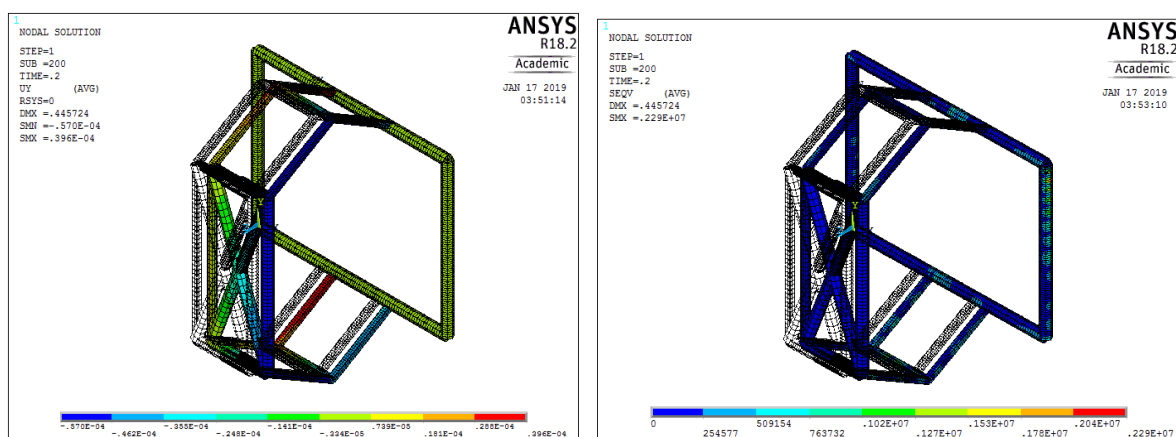 1
NODAL SOLUTION
STEP=1
SUB =200
TIME=.2
UY (AVG)
RSYS=0
DMX =.445724
SMN =-.570E-04
SMX =.396E-04
ANSYS
R18.2
Academic
JAN 17 2019
03:51:14
Y
-.570E-04 -.355E-04 -.141E-04 .739E-05 .288E-04
-.462E-04 -.248E-04 -.334E-05 .181E-04 .396E-04
1
NODAL SOLUTION
STEP=1
SUB =200
TIME=.2
SEQV (AVG)
DMX =.445724
SMX =.229E+07
ANSYS
R18.2
Academic
JAN 17 2019
03:53:10
Y
0 509154 .102E+07 .153E+07 .204E+07
254577 763732 .127E+07 .178E+07 .229E+07